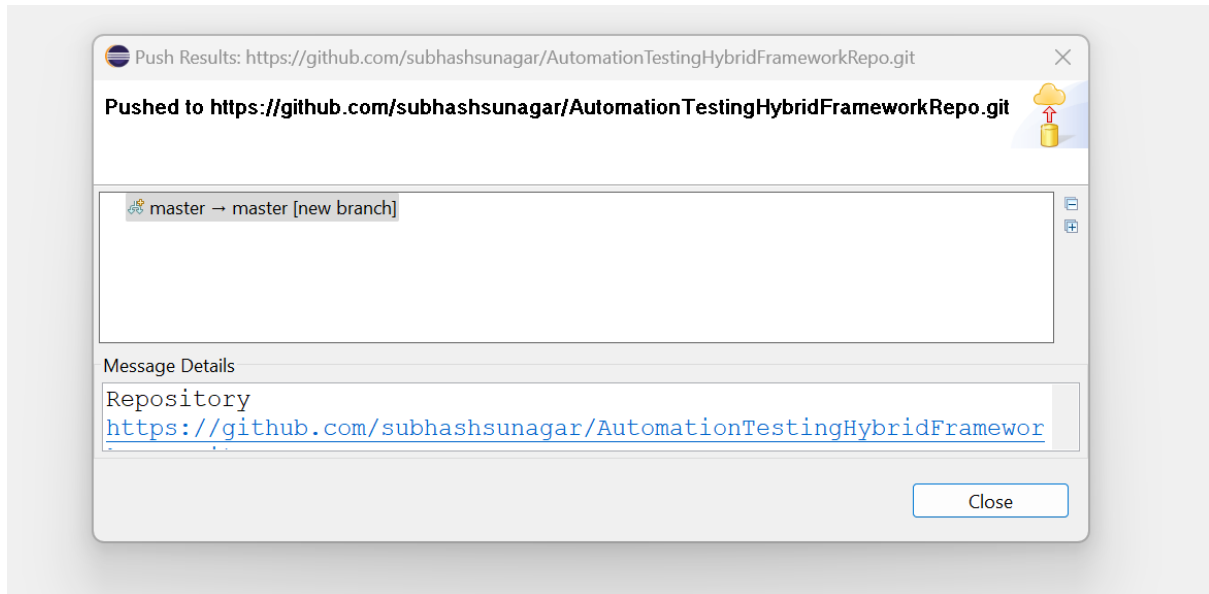 Push Results: https://github.com/subhashsunagar/AutomationTestingHybridFrameworkRepo.git
Pushed to https://github.com/subhashsunagar/AutomationTestingHybridFrameworkRepo.git
master → master [new branch]
Message Details
Repository
https://github.com/subhashsunagar/AutomationTestingHybridFramewor
Close